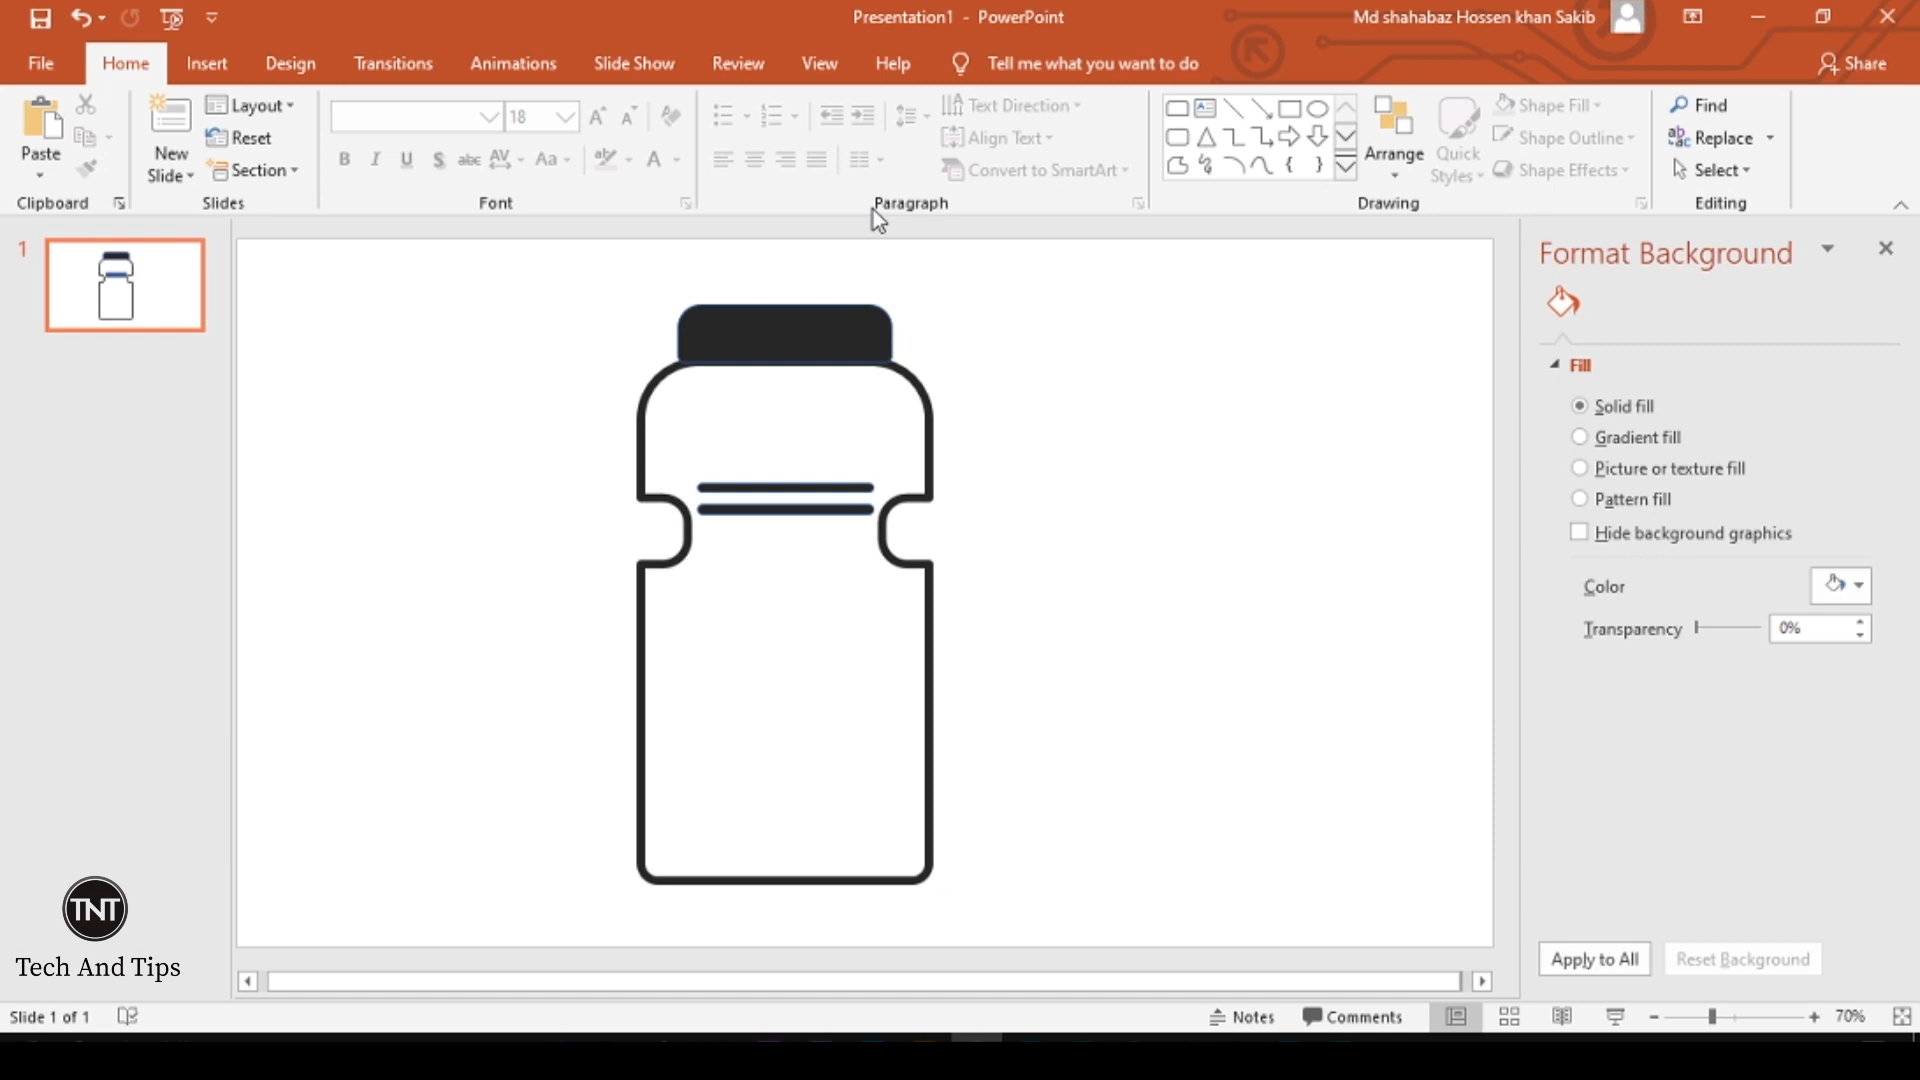 Presentation1 - PowerPoint
Md shahabaz Hossen khan Sakib
File
Home
Insert
Design
Transitions
Animations
Slide Show
Review
View
Help
Tell me what you want to do
Share
Paste
Clipboard
New
Slide
Layout
Reset
Section
Slides
18
B
I
U
S
abc
AV
Aa
A
Font
Text Direction
Align Text
Convert to SmartArt
Paragraph
Arrange
Quick
Styles
Shape Fill
Shape Outline
Shape Effects
Drawing
Find
Replace
Select
Editing
1
Format Background
Fill
Solid fill
Gradient fill
Picture or texture fill
Pattern fill
Hide background graphics
Color
Transparency
0%
Apply to All
Reset Background
TNT
Tech And Tips
Slide 1 of 1
Notes
Comments
70%